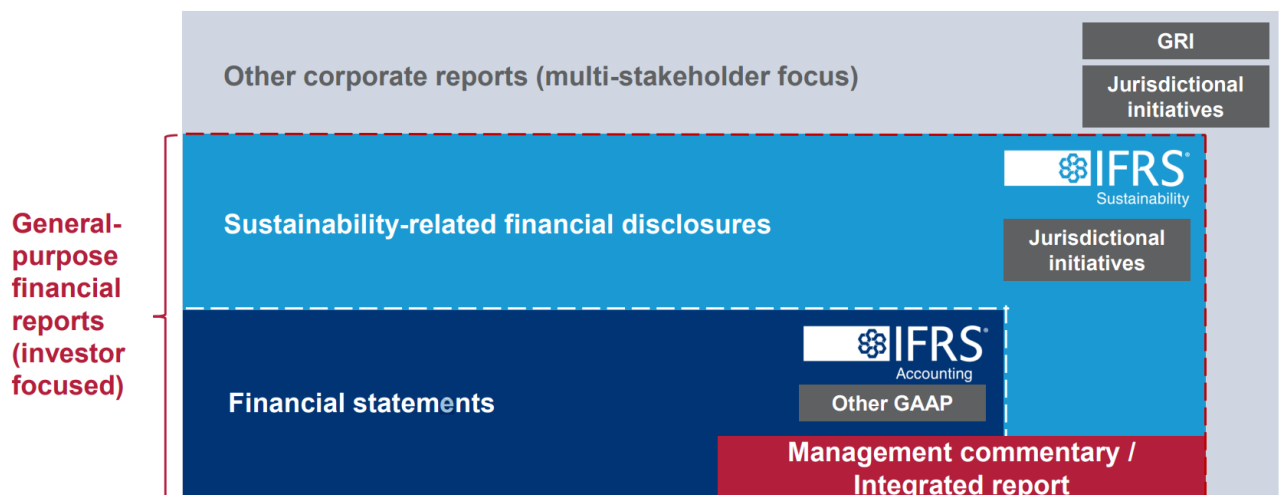 GRI
Other corporate reports (multi-stakeholder focus)
Jurisdictional
initiatives
General-
purpose
financial
reports
(investor
focused)
IFRS®
Sustainability
Sustainability-related financial disclosures
Jurisdictional
initiatives
IFRS®
Accounting
Financial statements
Other GAAP
Management commentary /
Integrated report